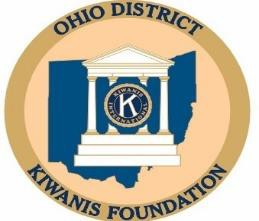 OHIO DISTRICT
KIWANIS
K
INTERNATIONAL
KIWANIS FOUNDATION